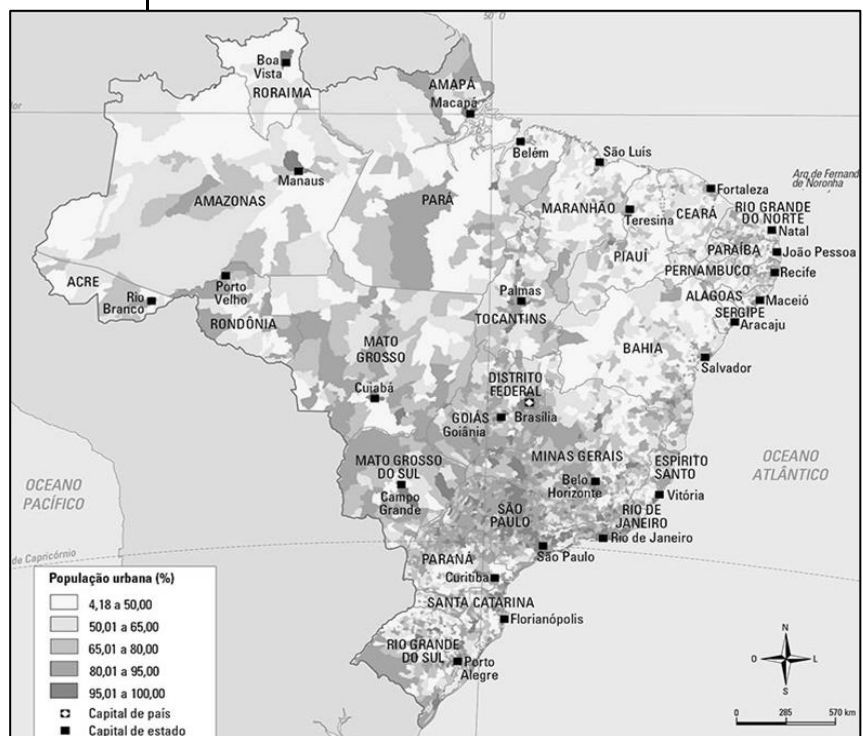 50° O
Boa
Vista
RORAIMA
AMAPÁ
Macapá
Belém
São Luís
Manaus
AMAZONAS
PARÁ
MARANHÃO
Teresina
CEARÁ
Fortaleza
Arq. de Fernando
de Noronha
RIO GRANDE
DO NORTE
Natal
PARAÍBA
João Pessoa
PIAUÍ
PERNAMBUCO
Recife
ACRE
Rio
Branco
Porto
Velho
RONDÔNIA
Palmas
TOCANTINS
ALAGOAS
Maceió
SERGIPE
Aracaju
MATO
GROSSO
BAHIA
Salvador
Cuiabá
DISTRITO
FEDERAL
Brasília
GOIÁS
Goiânia
MATO GROSSO
DO SUL
Campo
Grande
MINAS GERAIS
Belo
Horizonte
ESPÍRITO
SANTO
Vitória
OCEANO
PACÍFICO
OCEANO
ATLÂNTICO
SÃO
PAULO
RIO DE
JANEIRO
Rio de Janeiro
São Paulo
de Capricórnio
PARANÁ
Curitiba
SANTA CATARINA
Florianópolis
RIO GRANDE
DO SUL
Porto
Alegre
População urbana (%)
4,18 a 50,00
50,01 a 65,00
65,01 a 80,00
80,01 a 95,00
95,01 a 100,00
Capital de país
Capital de estado
N
O
L
S
0 285 570 km